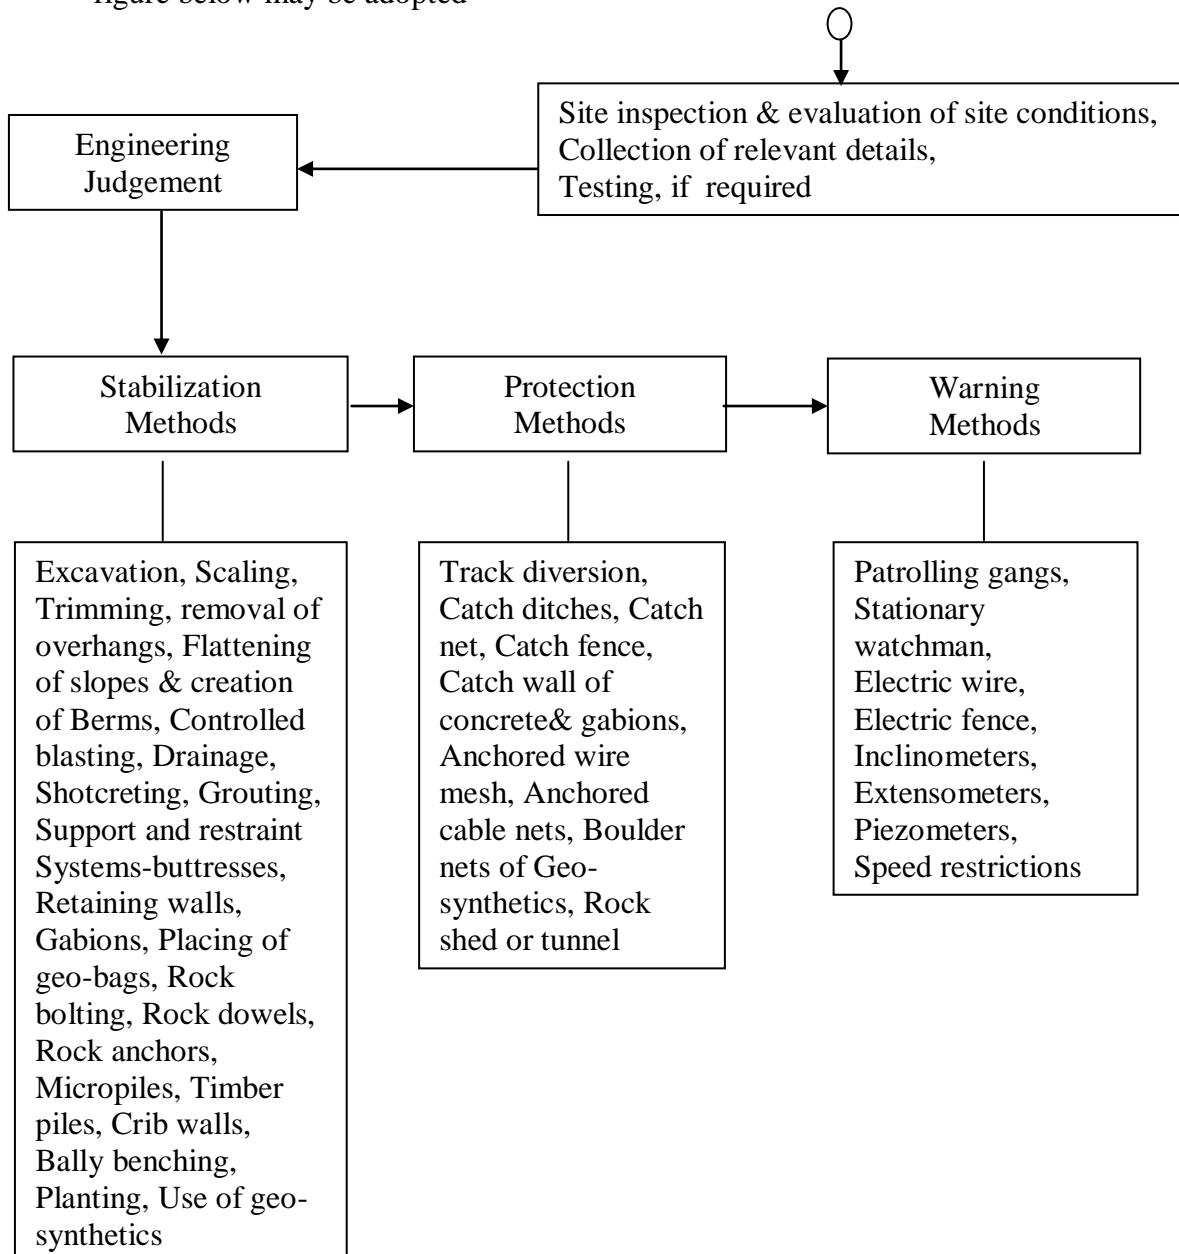 figure below may be adopted
Site inspection & evaluation of site conditions,
Collection of relevant details,
Testing, if required
Engineering
Judgement
Stabilization
Methods
Protection
Methods
Warning
Methods
Excavation, Scaling,
Trimming, removal of
overhangs, Flattening
of slopes & creation
of Berms, Controlled
blasting, Drainage,
Shotcreting, Grouting,
Support and restraint
Systems-buttresses,
Retaining walls,
Gabions, Placing of
geo-bags, Rock
bolting, Rock dowels,
Rock anchors,
Micropiles, Timber
piles, Crib walls,
Bally benching,
Planting, Use of geo-
synthetics
Track diversion,
Catch ditches, Catch
net, Catch fence,
Catch wall of
concrete& gabions,
Anchored wire
mesh, Anchored
cable nets, Boulder
nets of Geo-
synthetics, Rock
shed or tunnel
Patrolling gangs,
Stationary
watchman,
Electric wire,
Electric fence,
Inclinometers,
Extensometers,
Piezometers,
Speed restrictions